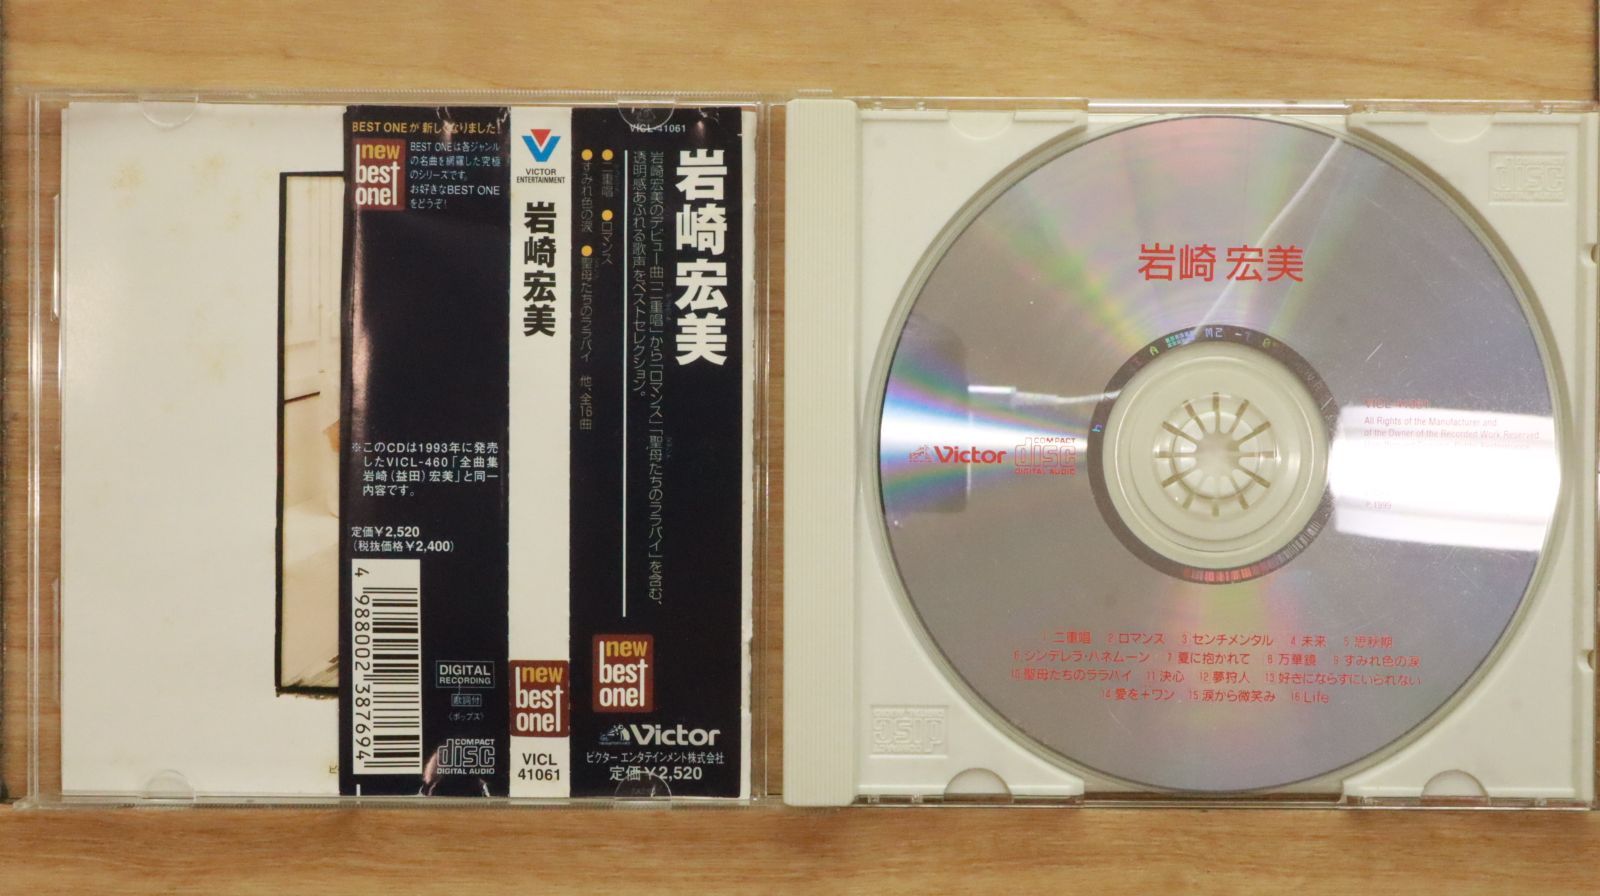 BEST ONEが新しくなりました!
new
best
one!
BEST ONEは各ジャンル
の名曲を網羅した究極
のシリーズです。
お好きなBEST ONE
をどうぞ!
※このCDは1993年に発売
したVICL-460「全曲集
岩崎(益田)宏美」と同一
内容です。
定価￥2,520
(税抜価格￥2,400)
4 988002 387694
DIGITAL
RECORDING
歌詞付
〈ポップス〉
COMPACT
disc
DIGITAL AUDIO
VICTOR
ENTERTAINMENT
岩崎宏美
new
best
one!
VICL
41061
VICL-41061
岩崎宏美
岩崎宏美のデビュー曲「二重唱」から「ロマンス」「聖母たちのララバイ」を含む、
透明感あふれる歌声をベストセレクション。
●二重唱 ●ロマンス
●すみれ色の涙 ●聖母たちのララバイ 他、全16曲
new
best
one!
Victor
ビクター エンタテインメント株式会社
定価￥2,520
岩崎 宏美
Victor
COMPACT
disc
DIGITAL AUDIO
VICL-41061
All Rights of the Manufacturer and
of the Owner of the Recorded Work Reserved.
℗1999
1.二重唱 2.ロマンス 3.センチメンタル 4.未来 5.思秋期
6.シンデレラ・ハネムーン 7.夏に抱かれて 8.万華鏡 9.すみれ色の涙
10.聖母たちのララバイ 11.決心 12.夢狩人 13.好きにならずにいられない
14.愛を+ワン 15.涙から微笑み 16.Life